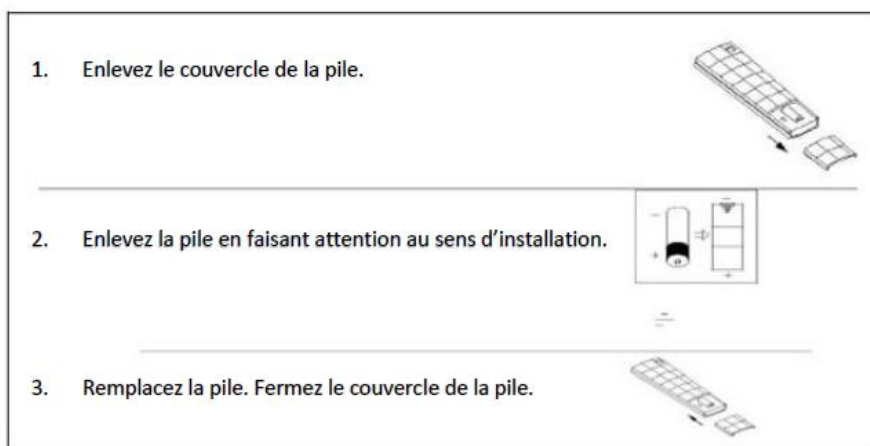 1. Enlevez le couvercle de la pile.
2. Enlevez la pile en faisant attention au sens d'installation.
3. Remplacez la pile. Fermez le couvercle de la pile.